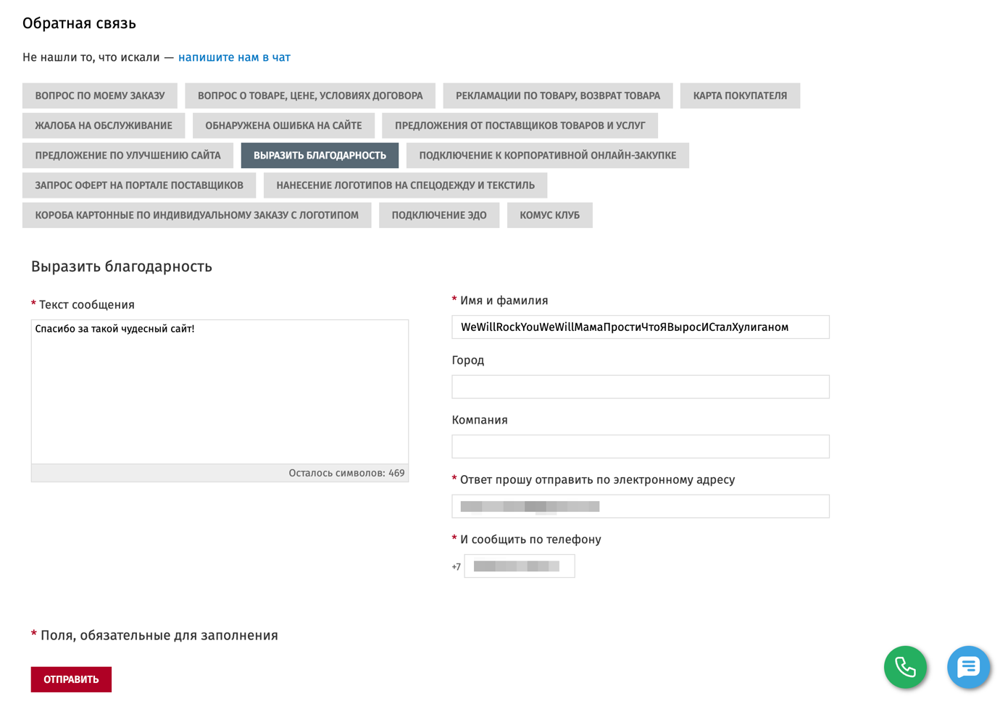 Обратная связь
Не нашли то, что искали — напишите нам в чат
ВОПРОС ПО МОЕМУ ЗАКАЗУ
ВОПРОС О ТОВАРЕ, ЦЕНЕ, УСЛОВИЯХ ДОГОВОРА
РЕКЛАМАЦИИ ПО ТОВАРУ, ВОЗВРАТ ТОВАРА
КАРТА ПОКУПАТЕЛЯ
ЖАЛОБА НА ОБСЛУЖИВАНИЕ
ОБНАРУЖЕНА ОШИБКА НА САЙТЕ
ПРЕДЛОЖЕНИЯ ОТ ПОСТАВЩИКОВ ТОВАРОВ И УСЛУГ
ПРЕДЛОЖЕНИЕ ПО УЛУЧШЕНИЮ САЙТА
ВЫРАЗИТЬ БЛАГОДАРНОСТЬ
ПОДКЛЮЧЕНИЕ К КОРПОРАТИВНОЙ ОНЛАЙН-ЗАКУПКЕ
ЗАПРОС ОФЕРТ НА ПОРТАЛЕ ПОСТАВЩИКОВ
НАНЕСЕНИЕ ЛОГОТИПОВ НА СПЕЦОДЕЖДУ И ТЕКСТИЛЬ
КОРОБА КАРТОННЫЕ ПО ИНДИВИДУАЛЬНОМУ ЗАКАЗУ С ЛОГОТИПОМ
ПОДКЛЮЧЕНИЕ ЭДО
КОМУС КЛУБ
Выразить благодарность
* Текст сообщения
Спасибо за такой чудесный сайт!
Осталось символов: 469
* Имя и фамилия
WeWillRockYouWeWillМамаПростиЧтоЯВыросИСталХулиганом
Город
Компания
* Ответ прошу отправить по электронному адресу
* И сообщить по телефону
+7
* Поля, обязательные для заполнения
ОТПРАВИТЬ